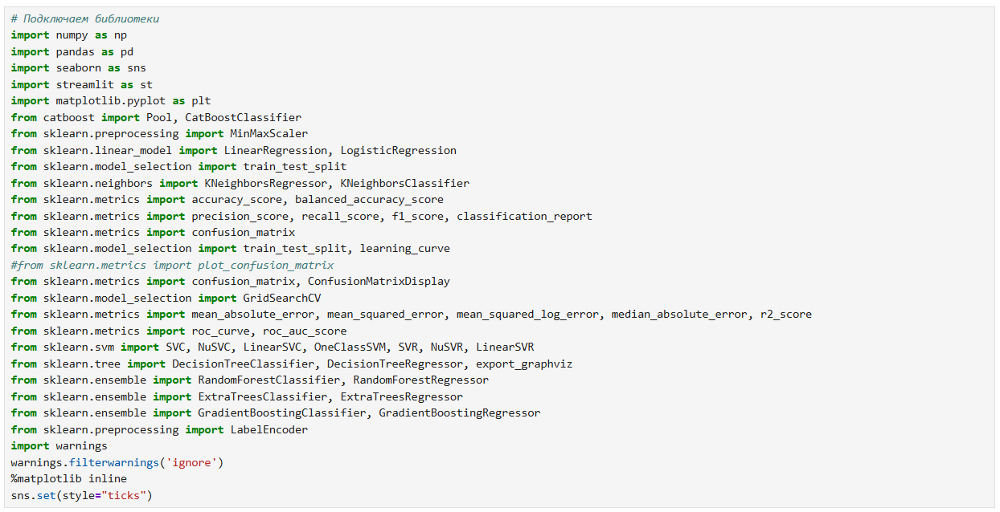 # Подключаем библиотеки
import numpy as np
import pandas as pd
import seaborn as sns
import streamlit as st
import matplotlib.pyplot as plt
from catboost import Pool, CatBoostClassifier
from sklearn.preprocessing import MinMaxScaler
from sklearn.linear_model import LinearRegression, LogisticRegression
from sklearn.model_selection import train_test_split
from sklearn.neighbors import KNeighborsRegressor, KNeighborsClassifier
from sklearn.metrics import accuracy_score, balanced_accuracy_score
from sklearn.metrics import precision_score, recall_score, f1_score, classification_report
from sklearn.metrics import confusion_matrix
from sklearn.model_selection import train_test_split, learning_curve
#from sklearn.metrics import plot_confusion_matrix
from sklearn.metrics import confusion_matrix, ConfusionMatrixDisplay
from sklearn.model_selection import GridSearchCV
from sklearn.metrics import mean_absolute_error, mean_squared_error, mean_squared_log_error, median_absolute_error, r2_score
from sklearn.metrics import roc_curve, roc_auc_score
from sklearn.svm import SVC, NuSVC, LinearSVC, OneClassSVM, SVR, NuSVR, LinearSVR
from sklearn.tree import DecisionTreeClassifier, DecisionTreeRegressor, export_graphviz
from sklearn.ensemble import RandomForestClassifier, RandomForestRegressor
from sklearn.ensemble import ExtraTreesClassifier, ExtraTreesRegressor
from sklearn.ensemble import GradientBoostingClassifier, GradientBoostingRegressor
from sklearn.preprocessing import LabelEncoder
import warnings
warnings.filterwarnings('ignore')
%matplotlib inline
sns.set(style="ticks")